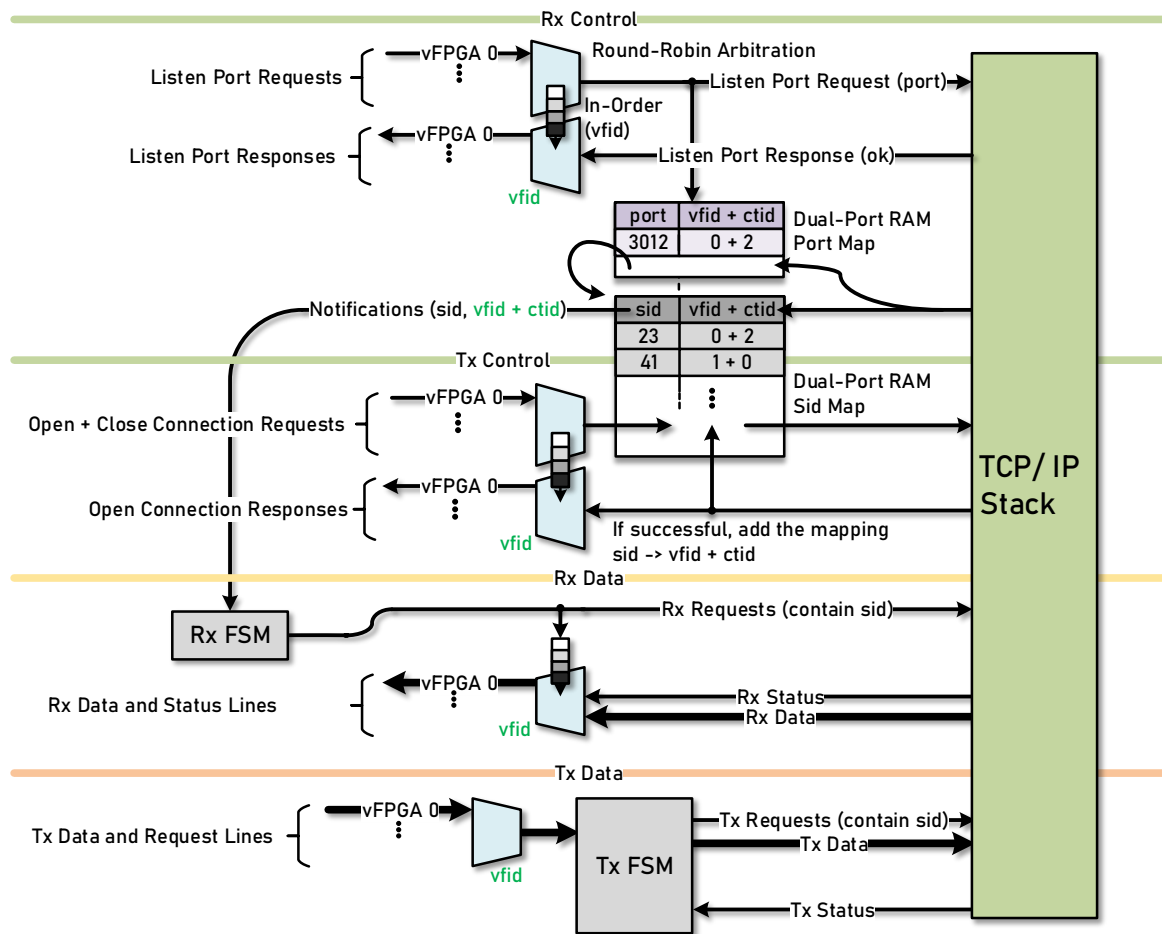 Rx Control
vFPGA 0
Round-Robin Arbitration
Listen Port Requests
Listen Port Request (port)
In-Order
(vfid)
vFPGA 0
Listen Port Responses
Listen Port Response (ok)
vfid
port vfid + ctid
3012 0 + 2
Dual-Port RAM
Port Map
Notifications (sid, vfid + ctid)
sid vfid + ctid
23 0 + 2
41 1 + 0
Tx Control
Dual-Port RAM
Sid Map
vFPGA 0
Open + Close Connection Requests
TCP/ IP
Stack
vFPGA 0
Open Connection Responses
vfid
If successful, add the mapping
sid -> vfid + ctid
Rx Data
Rx FSM
Rx Requests (contain sid)
vFPGA 0
Rx Data and Status Lines
Rx Status
Rx Data
vfid
Tx Data
vFPGA 0
Tx Data and Request Lines
vfid
Tx FSM
Tx Requests (contain sid)
Tx Data
Tx Status